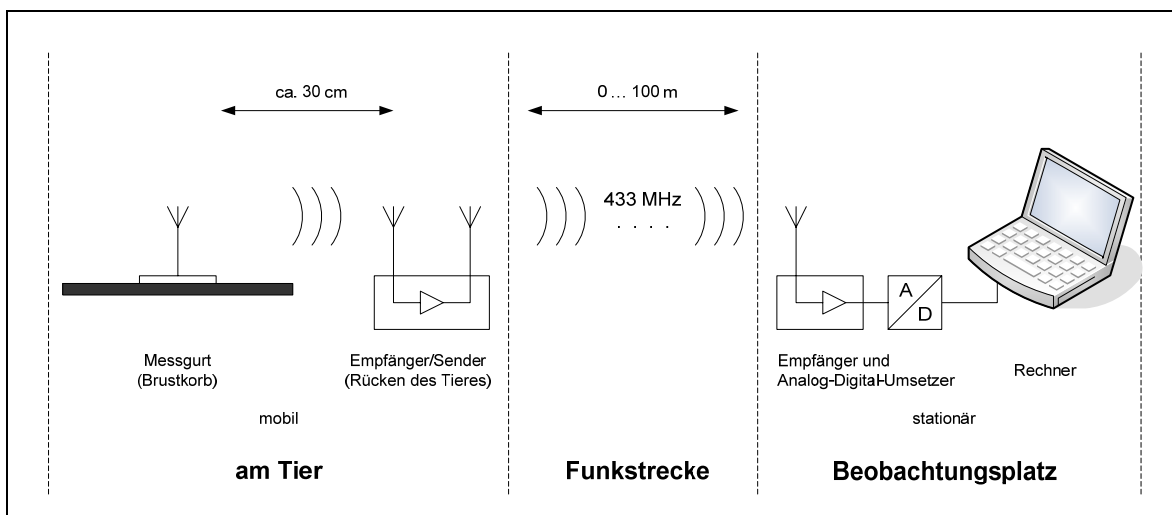 ca. 30 cm
0 ... 100 m
433 MHz
. . . .
A
D
Messgurt
(Brustkorb)
Empfänger/Sender
(Rücken des Tieres)
Empfänger und
Analog-Digital-Umsetzer
Rechner
mobil
stationär
am Tier
Funkstrecke
Beobachtungsplatz